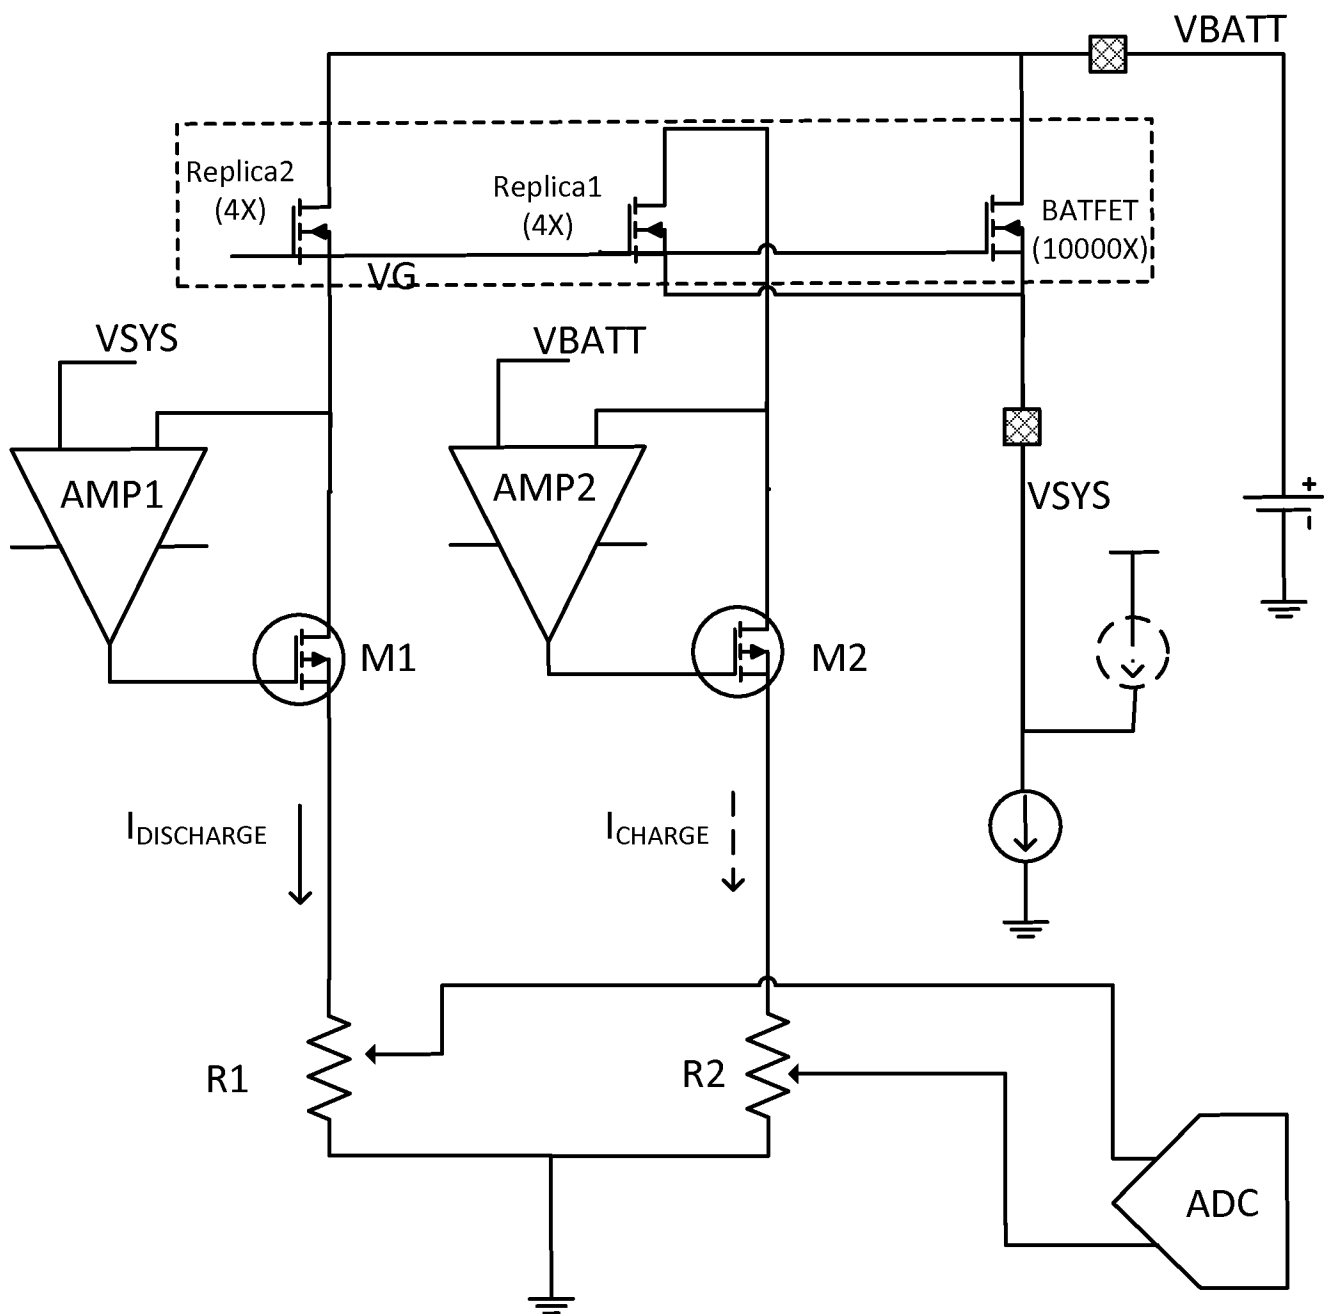 VBATT
Replica2
(4X)
Replica1
(4X)
BATFET
(10000X)
VG
VSYS
VBATT
AMP1
AMP2
VSYS
+
-
M1
M2
IDISCHARGE
ICHARGE
R1
R2
ADC